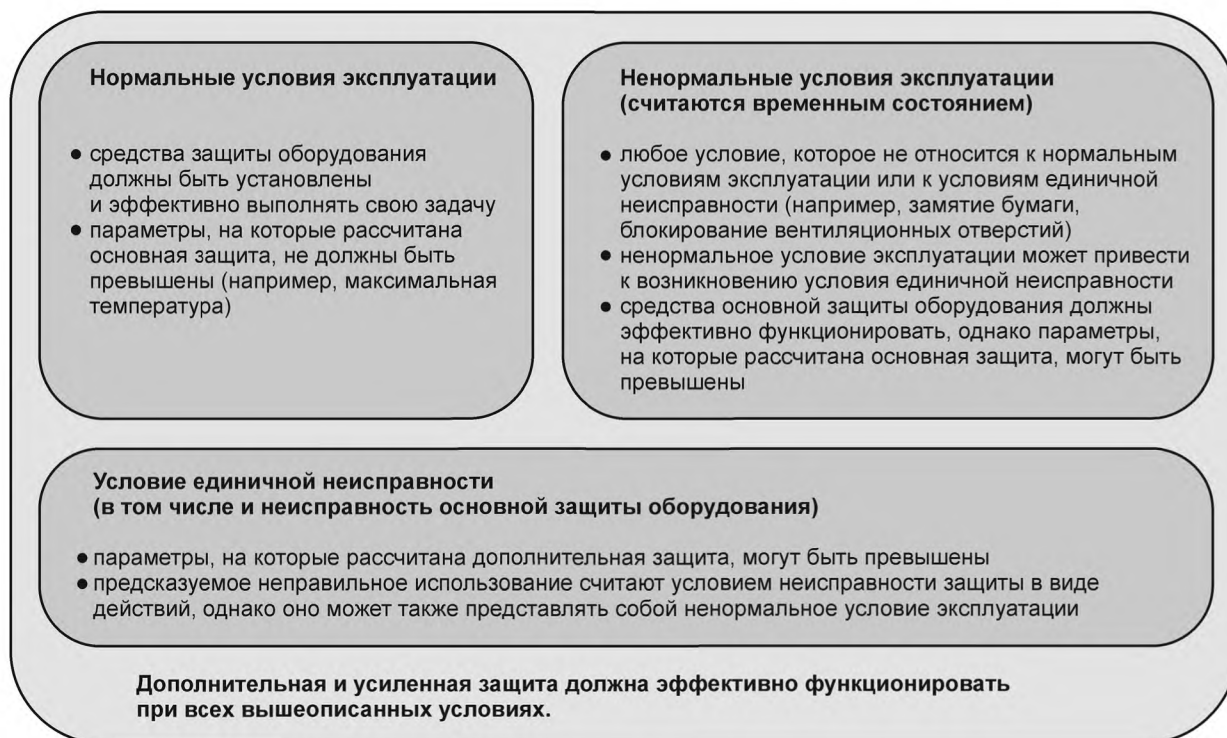 Нормальные условия эксплуатации
● средства защиты оборудования
должны быть установлены
и эффективно выполнять свою задачу
● параметры, на которые рассчитана
основная защита, не должны быть
превышены (например, максимальная
температура)
Ненормальные условия эксплуатации
(считаются временным состоянием)
● любое условие, которое не относится к нормальным
условиям эксплуатации или к условиям единичной
неисправности (например, замятие бумаги,
блокирование вентиляционных отверстий)
● ненормальное условие эксплуатации может привести
к возникновению условия единичной неисправности
● средства основной защиты оборудования должны
эффективно функционировать, однако параметры,
на которые рассчитана основная защита, могут быть
превышены
Условие единичной неисправности
(в том числе и неисправность основной защиты оборудования)
● параметры, на которые рассчитана дополнительная защита, могут быть превышены
● предсказуемое неправильное использование считают условием неисправности защиты в виде
действий, однако оно может также представлять собой ненормальное условие эксплуатации
Дополнительная и усиленная защита должна эффективно функционировать
при всех вышеописанных условиях.